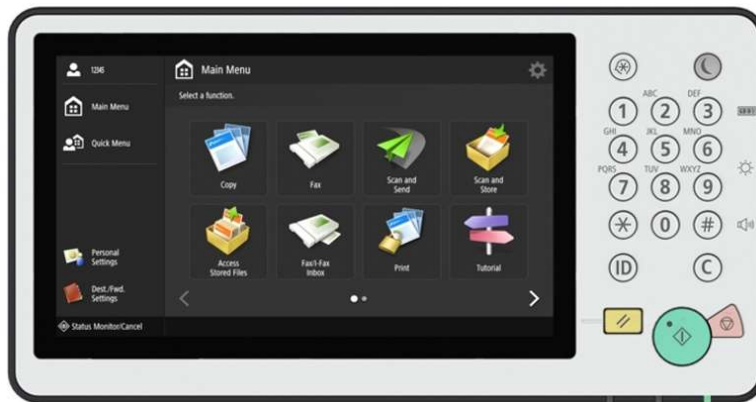 12345
Main Menu
Select a function.
Main Menu
Quick Menu
Copy
Fax
Scan and
Send
Scan and
Store
Access
Stored Files
Fax/I-Fax
Inbox
Print
Tutorial
Personal
Settings
Dest./Fwd.
Settings
Status Monitor/Cancel
ABC
DEF
1
2
3
GHI
JKL
MNO
4
5
6
PQRS
TUV
WXYZ
7
8
9
0
#
ID
C